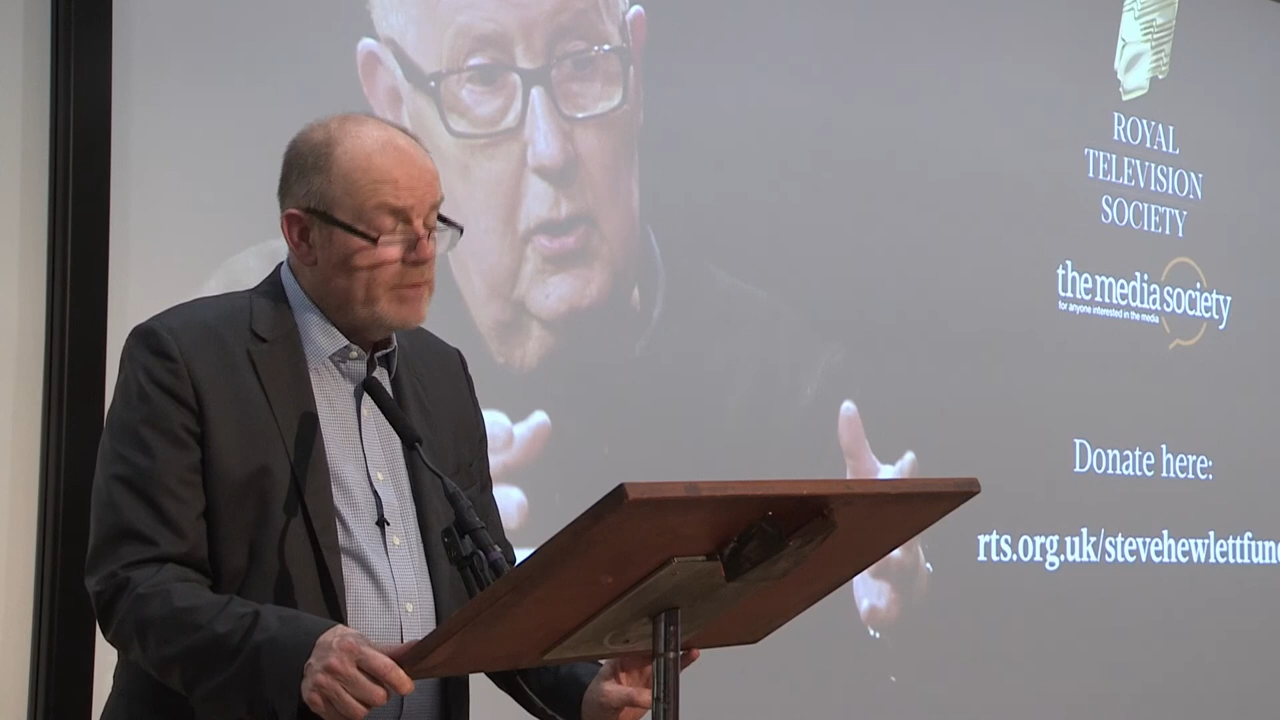 ROYAL
TELEVISION
SOCIETY
the media society
for anyone interested in the media
Donate here:
rts.org.uk/stevehewlettfun